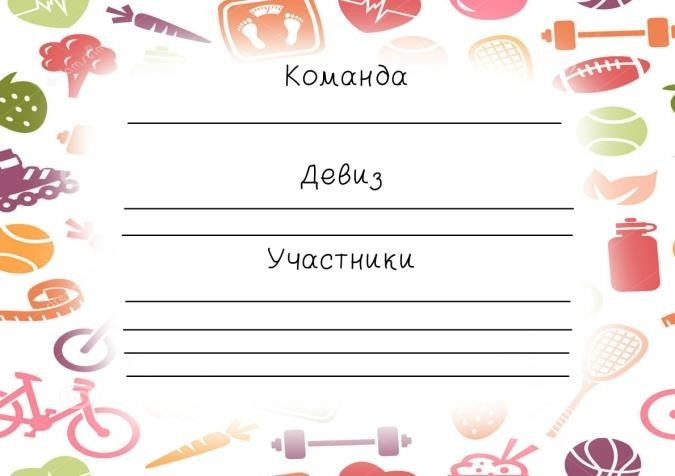 Команда
Девиз
Участники